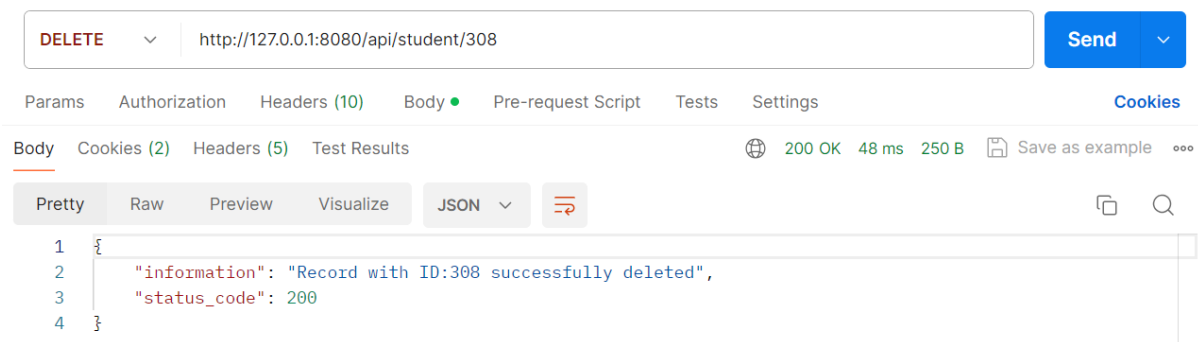 DELETE http://127.0.0.1:8080/api/student/308 Send
Params Authorization Headers (10) Body Pre-request Script Tests Settings Cookies
Body Cookies (2) Headers (5) Test Results 200 OK 48 ms 250 B Save as example
Pretty Raw Preview Visualize JSON
1 {
2 "information": "Record with ID:308 successfully deleted",
3 "status_code": 200
4 }